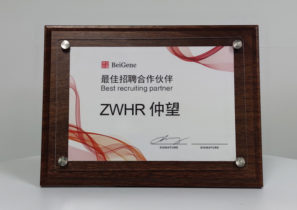 BeiGene
最佳招聘合作伙伴
Best recruiting partner
ZWHR 仲望
SIGNATURE SIGNATURE